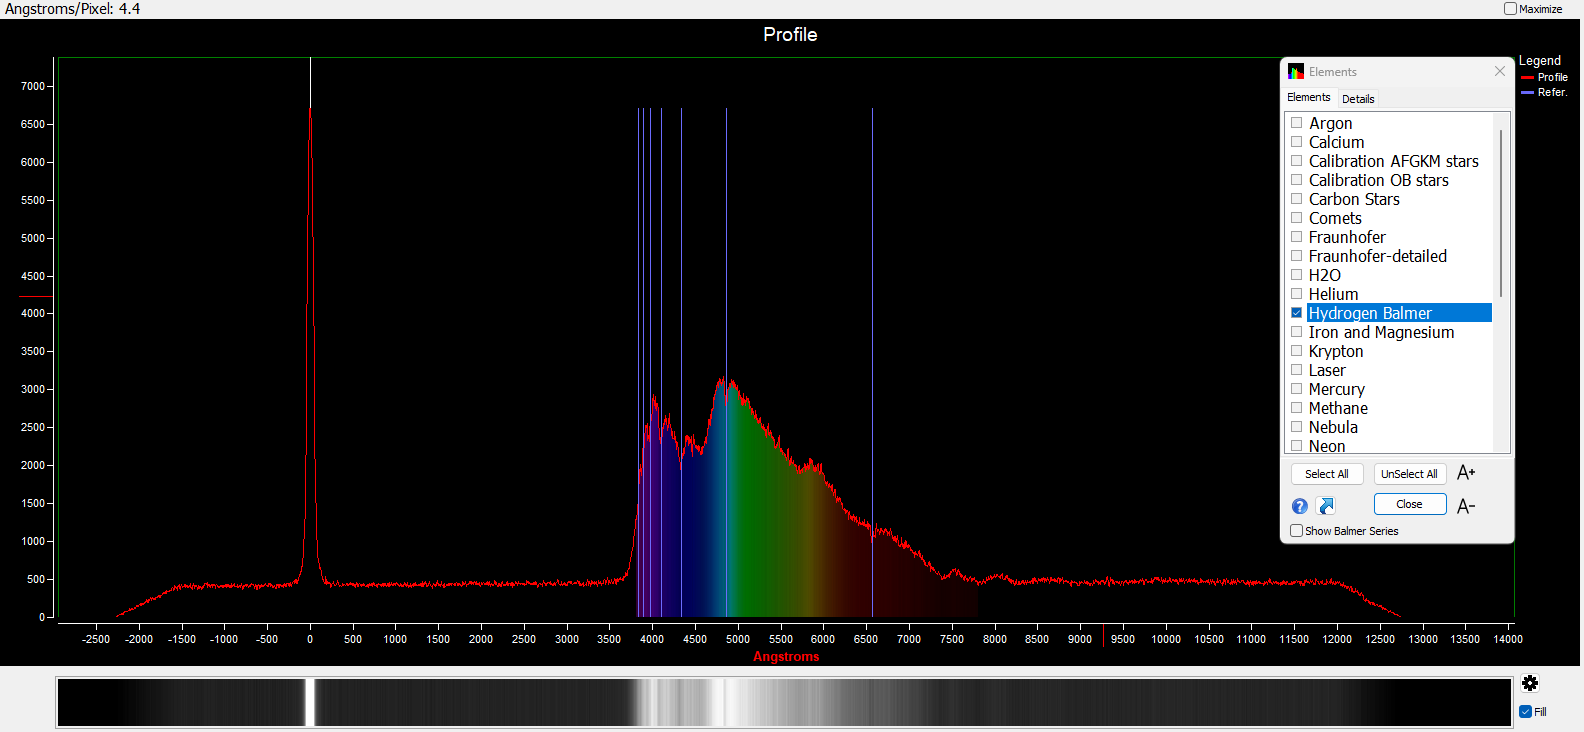 Angstroms/Pixel: 4.4
Maximize
Profile
Legend
Profile
Refer.
7000
6500
6000
5500
5000
4500
4000
3500
3000
2500
2000
1500
1000
500
0
-2500 -2000 -1500 -1000 -500 0 500 1000 1500 2000 2500 3000 3500 4000 4500 5000 5500 6000 6500 7000 7500 8000 8500 9000 9500 10000 10500 11000 11500 12000 12500 13000 13500 14000
Angstroms
Elements
Elements Details
Argon
Calcium
Calibration AFGKM stars
Calibration OB stars
Carbon Stars
Comets
Fraunhofer
Fraunhofer-detailed
H2O
Helium
Hydrogen Balmer
Iron and Magnesium
Krypton
Laser
Mercury
Methane
Nebula
Neon
Select All UnSelect All A+
? Close A-
Show Balmer Series
Fill